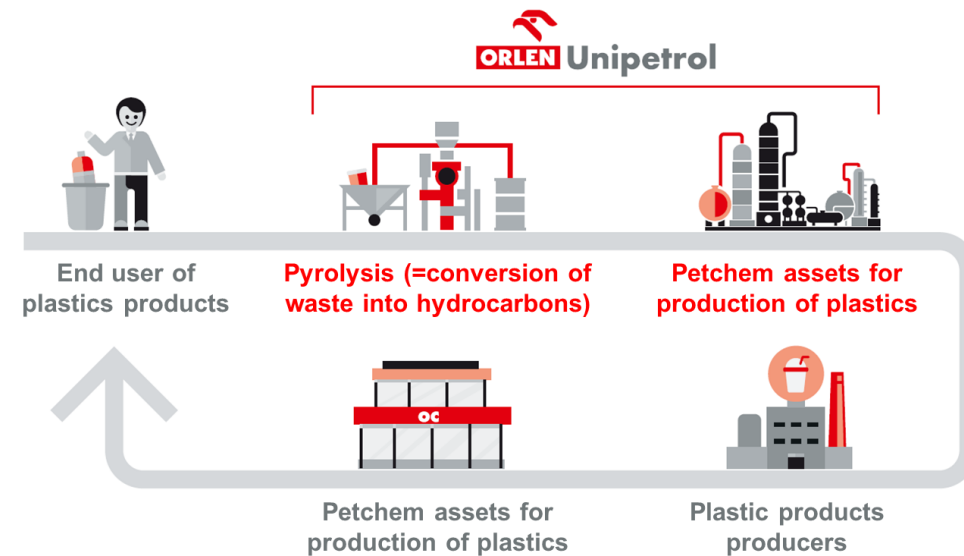 ORLEN Unipetrol
End user of
plastics products
Pyrolysis (=conversion of
waste into hydrocarbons)
Petchem assets for
production of plastics
OC
Petchem assets for
production of plastics
Plastic products
producers